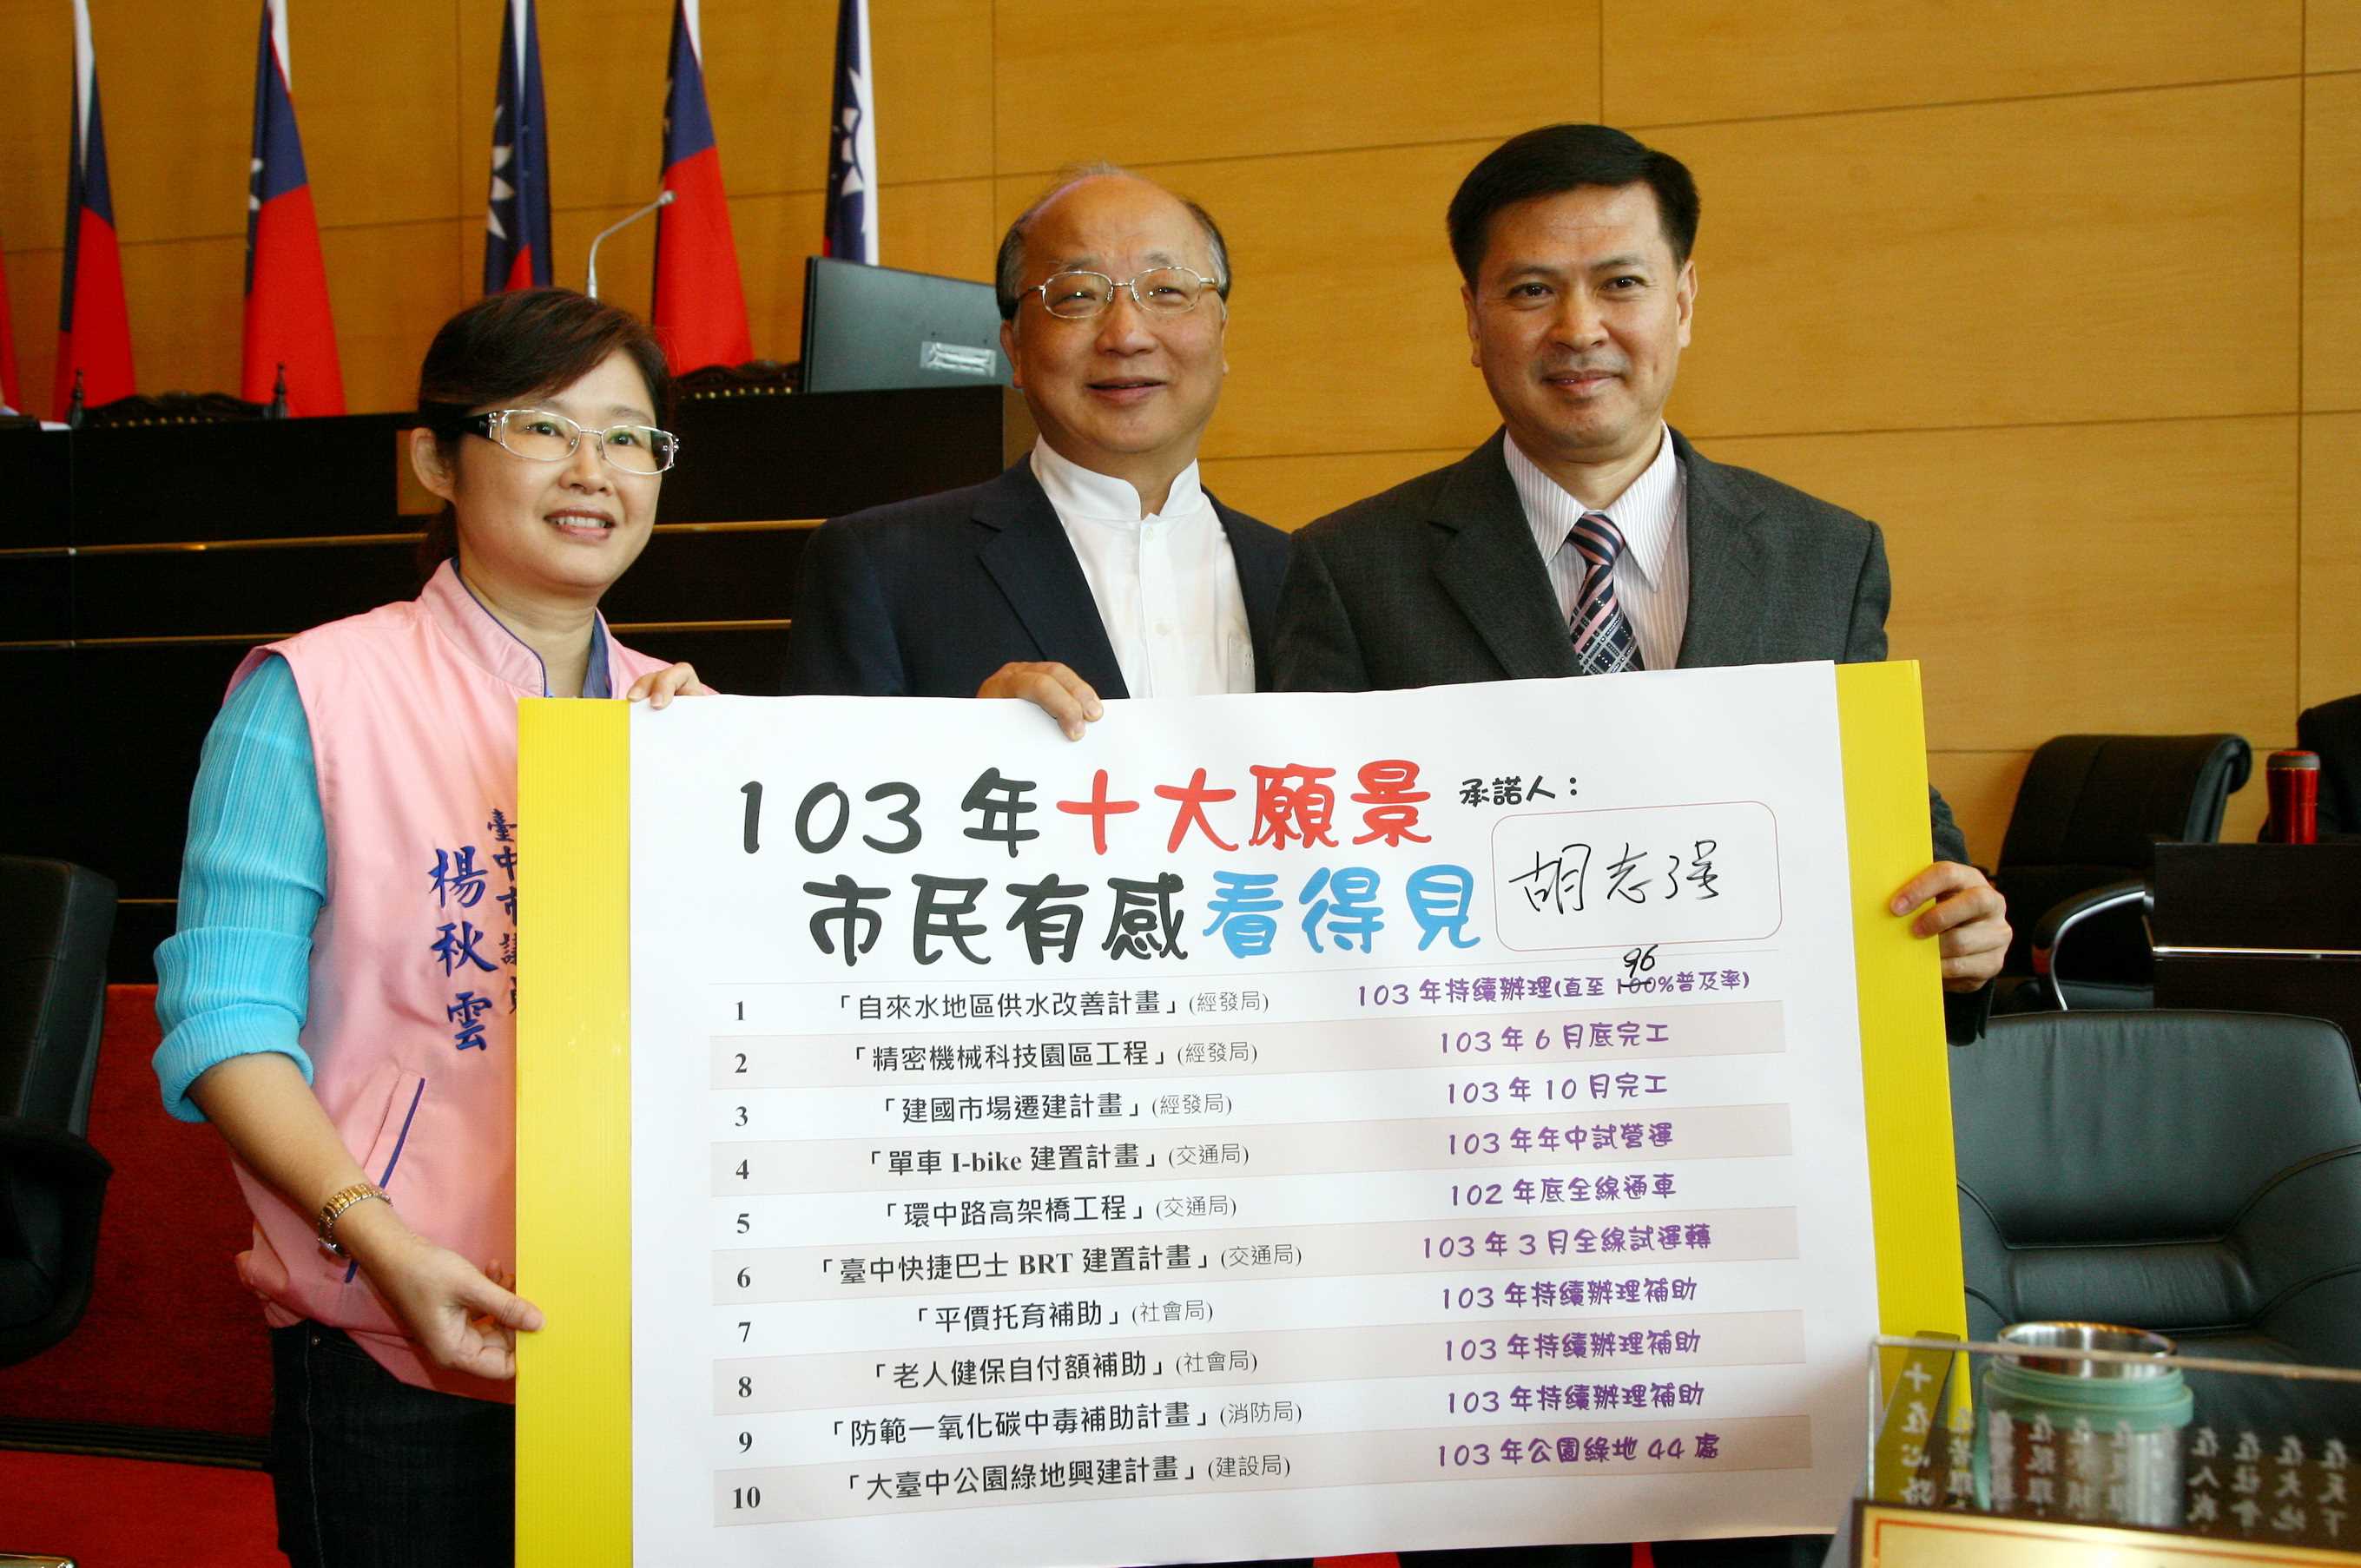 103年十大願景
承諾人：
市民有感看得見
胡志强
96
1 「自來水地區供水改善計畫」(經發局) 103年持續辦理(直至100%普及率)
2 「精密機械科技園區工程」(經發局) 103年6月底完工
3 「建國市場遷建計畫」(經發局) 103年10月完工
4 「單車 I-bike 建置計畫」(交通局) 103年年中試營運
5 「環中路高架橋工程」(交通局) 102年底全線通車
6 「臺中快捷巴士 BRT 建置計畫」(交通局) 103年3月全線試運轉
7 「平價托育補助」(社會局) 103年持續辦理補助
8 「老人健保自付額補助」(社會局) 103年持續辦理補助
9 「防範一氧化碳中毒補助計畫」(消防局) 103年持續辦理補助
10 「大臺中公園綠地興建計畫」(建設局) 103年公園綠地44處
臺中市議
楊秋雲